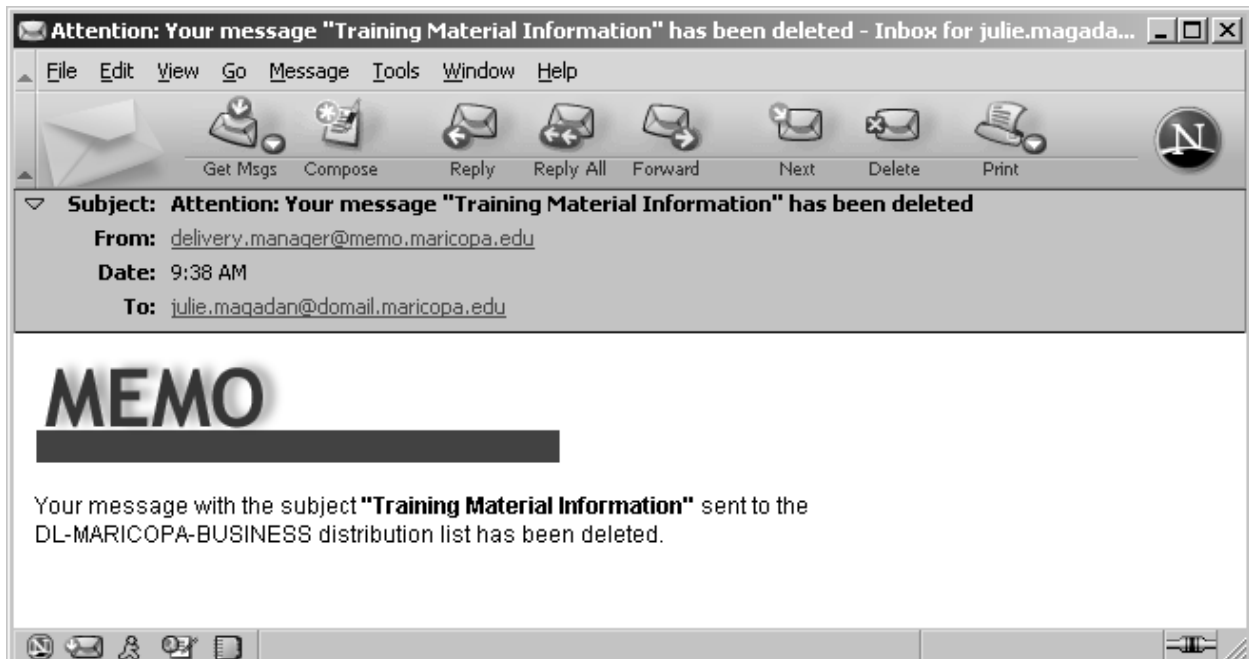 Attention: Your message "Training Material Information" has been deleted - Inbox for julie.magada...
File Edit View Go Message Tools Window Help
Get Msgs Compose Reply Reply All Forward Next Delete Print
N
Subject: Attention: Your message "Training Material Information" has been deleted
From: delivery.manager@memo.maricopa.edu
Date: 9:38 AM
To: julie.magadan@domail.maricopa.edu
MEMO
Your message with the subject "Training Material Information" sent to the
DL-MARICOPA-BUSINESS distribution list has been deleted.